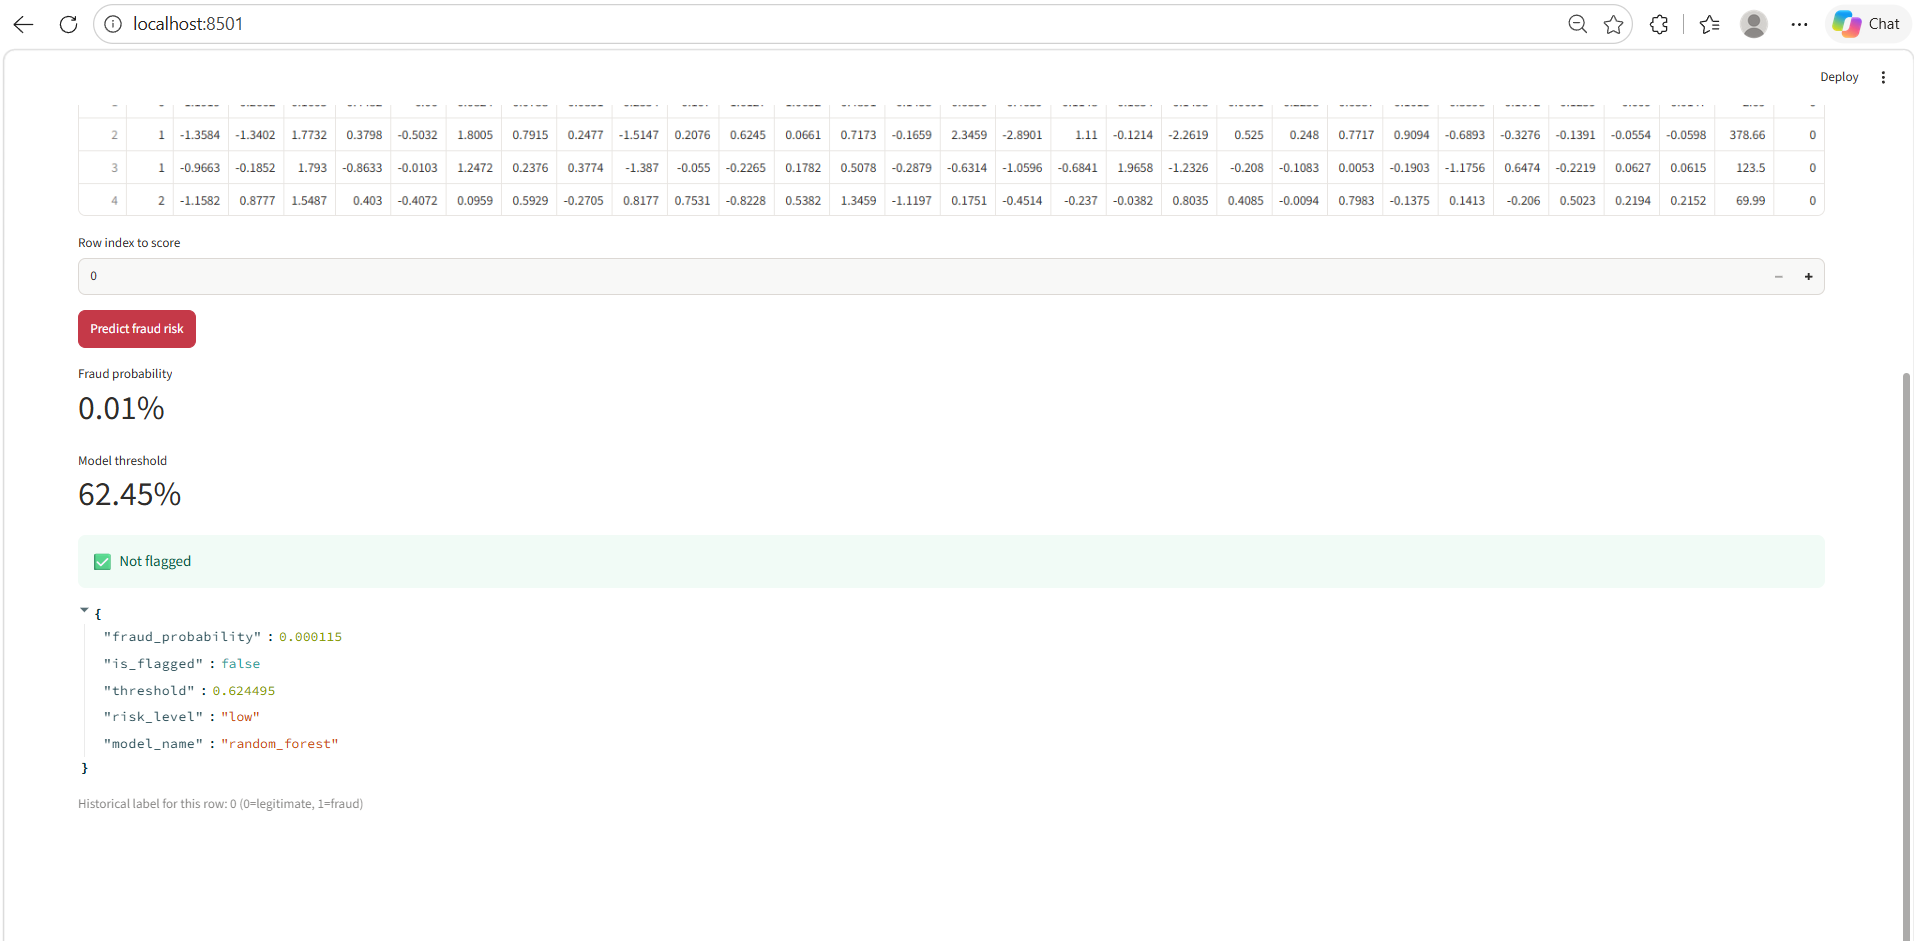 localhost:8501
Chat
Deploy
2 1 -1.3584 -1.3402 1.7732 0.3798 -0.5032 1.8005 0.7915 0.2477 -1.5147 0.2076 0.6245 0.0661 0.7173 -0.1659 2.3459 -2.8901 1.11 -0.1214 -2.2619 0.525 0.248 0.7717 0.9094 -0.6893 -0.3276 -0.1391 -0.0554 -0.0598 378.66 0
3 1 -0.9663 -0.1852 1.793 -0.8633 -0.0103 1.2472 0.2376 0.3774 -1.387 -0.055 -0.2265 0.1782 0.5078 -0.2879 -0.6314 -1.0596 -0.6841 1.9658 -1.2326 -0.208 -0.1083 0.0053 -0.1903 -1.1756 0.6474 -0.2219 0.0627 0.0615 123.5 0
4 2 -1.1582 0.8777 1.5487 0.403 -0.4072 0.0959 0.5929 -0.2705 0.8177 0.7531 -0.8228 0.5382 1.3459 -1.1197 0.1751 -0.4514 -0.237 -0.0382 0.8035 0.4085 -0.0094 0.7983 -0.1375 0.1413 -0.206 0.5023 0.2194 0.2152 69.99 0
Row index to score
0
Predict fraud risk
Fraud probability
0.01%
Model threshold
62.45%
Not flagged
{
"fraud_probability" : 0.000115
"is_flagged" : false
"threshold" : 0.624495
"risk_level" : "low"
"model_name" : "random_forest"
}
Historical label for this row: 0 (0=legitimate, 1=fraud)